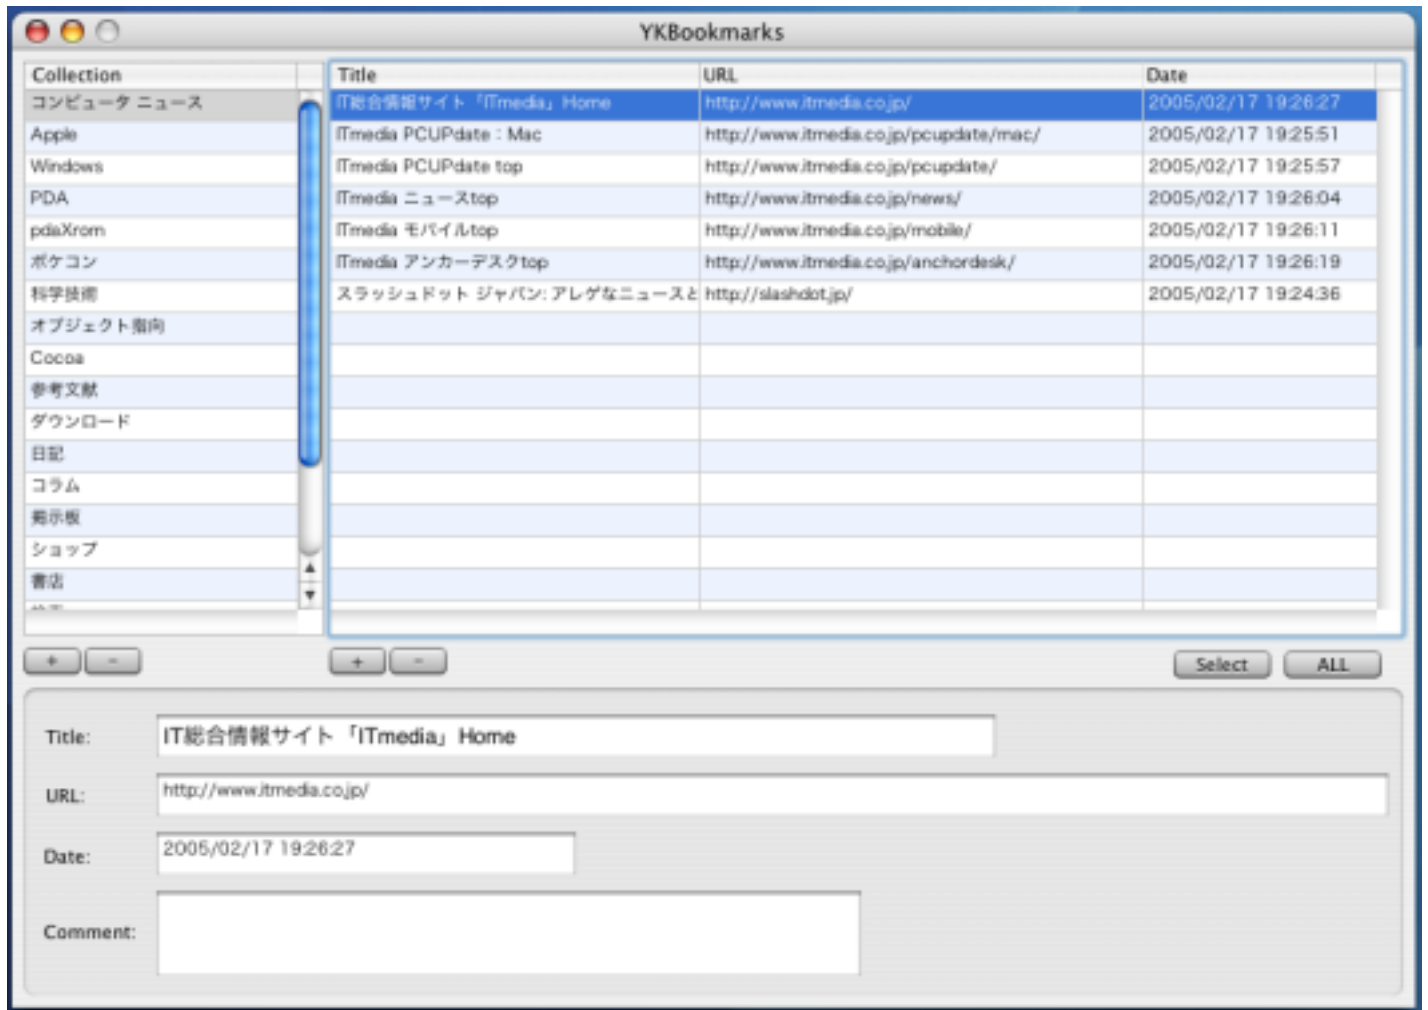 YKBookmarks
Collection
コンピュータ ニュース
Apple
Windows
PDA
pdaXrom
ポケコン
科学技術
オブジェクト指向
Cocoa
参考文献
ダウンロード
日記
コラム
掲示板
ショップ
書店
Title URL Date
IT総合情報サイト「ITmedia」Home http://www.itmedia.co.jp/ 2005/02/17 19:26:27
ITmedia PCUPdate：Mac http://www.itmedia.co.jp/pcupdate/mac/ 2005/02/17 19:25:51
ITmedia PCUPdate top http://www.itmedia.co.jp/pcupdate/ 2005/02/17 19:25:57
ITmedia ニュースtop http://www.itmedia.co.jp/news/ 2005/02/17 19:26:04
ITmedia モバイルtop http://www.itmedia.co.jp/mobile/ 2005/02/17 19:26:11
ITmedia アンカーデスクtop http://www.itmedia.co.jp/anchordesk/ 2005/02/17 19:26:19
スラッシュドット ジャパン: アレゲなニュースと http://slashdot.jp/ 2005/02/17 19:24:36
+ - + - Select ALL
Title: IT総合情報サイト「ITmedia」Home
URL: http://www.itmedia.co.jp/
Date: 2005/02/17 19:26:27
Comment: